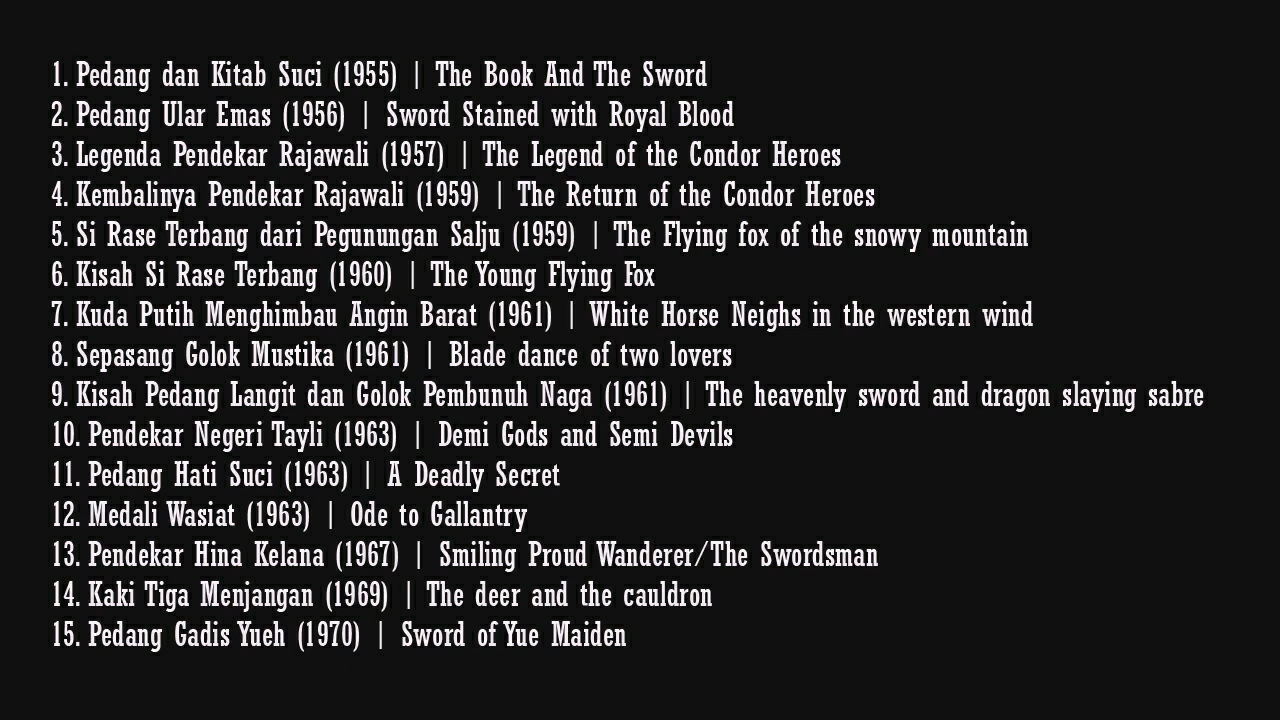 1. Pedang dan Kitab Suci (1955) | The Book And The Sword
2. Pedang Ular Emas (1956) | Sword Stained with Royal Blood
3. Legenda Pendekar Rajawali (1957) | The Legend of the Condor Heroes
4. Kembalinya Pendekar Rajawali (1959) | The Return of the Condor Heroes
5. Si Rase Terbang dari Pegunungan Salju (1959) | The Flying fox of the snowy mountain
6. Kisah Si Rase Terbang (1960) | The Young Flying Fox
7. Kuda Putih Menghimbau Angin Barat (1961) | White Horse Neighs in the western wind
8. Sepasang Golok Mustika (1961) | Blade dance of two lovers
9. Kisah Pedang Langit dan Golok Pembunuh Naga (1961) | The heavenly sword and dragon slaying sabre
10. Pendekar Negeri Tayli (1963) | Demi Gods and Semi Devils
11. Pedang Hati Suci (1963) | A Deadly Secret
12. Medali Wasiat (1963) | Ode to Gallantry
13. Pendekar Hina Kelana (1967) | Smiling Proud Wanderer/The Swordsman
14. Kaki Tiga Menjangan (1969) | The deer and the cauldron
15. Pedang Gadis Yueh (1970) | Sword of Yue Maiden